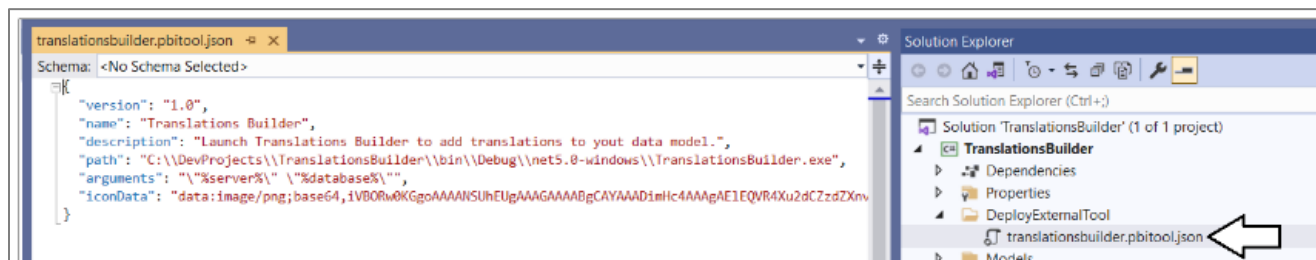 translationsbuilder.pbitool.json
Schema: <No Schema Selected>
{
"version": "1.0",
"name": "Translations Builder",
"description": "Launch Translations Builder to add translations to yout data model.",
"path": "C:\\DevProjects\\TranslationsBuilder\\bin\\Debug\\net5.0-windows\\TranslationsBuilder.exe",
"arguments": "\"%server%\" \"%database%\"",
"iconData": "data:image/png;base64,iVBORw0KGgoAAAANSUhEUgAAAGAAAABgCAYAAADimHc4AAAgAElEQVR4Xu2dCZzdZXnv
}
Solution Explorer
Search Solution Explorer (Ctrl+;)
Solution 'TranslationsBuilder' (1 of 1 project)
C# TranslationsBuilder
Dependencies
Properties
DeployExternalTool
translationsbuilder.pbitool.json
Models